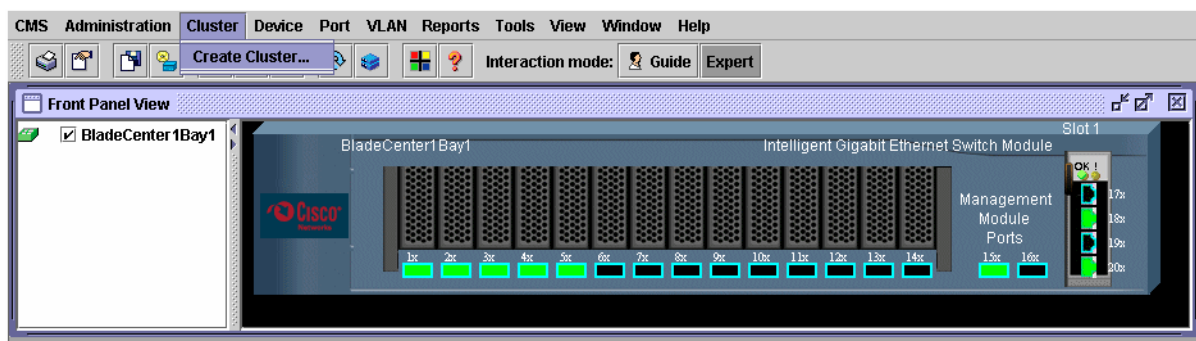 CMS Administration Cluster Device Port VLAN Reports Tools View Window Help
Create Cluster...
Interaction mode: Guide Expert
Front Panel View
BladeCenter1Bay1
Slot 1
BladeCenter1Bay1 Intelligent Gigabit Ethernet Switch Module
OK !
CISCO
Networks
Management
Module
Ports
17x
18x
19x
20x
1x 2x 3x 4x 5x 6x 7x 8x 9x 10x 11x 12x 13x 14x 15x 16x